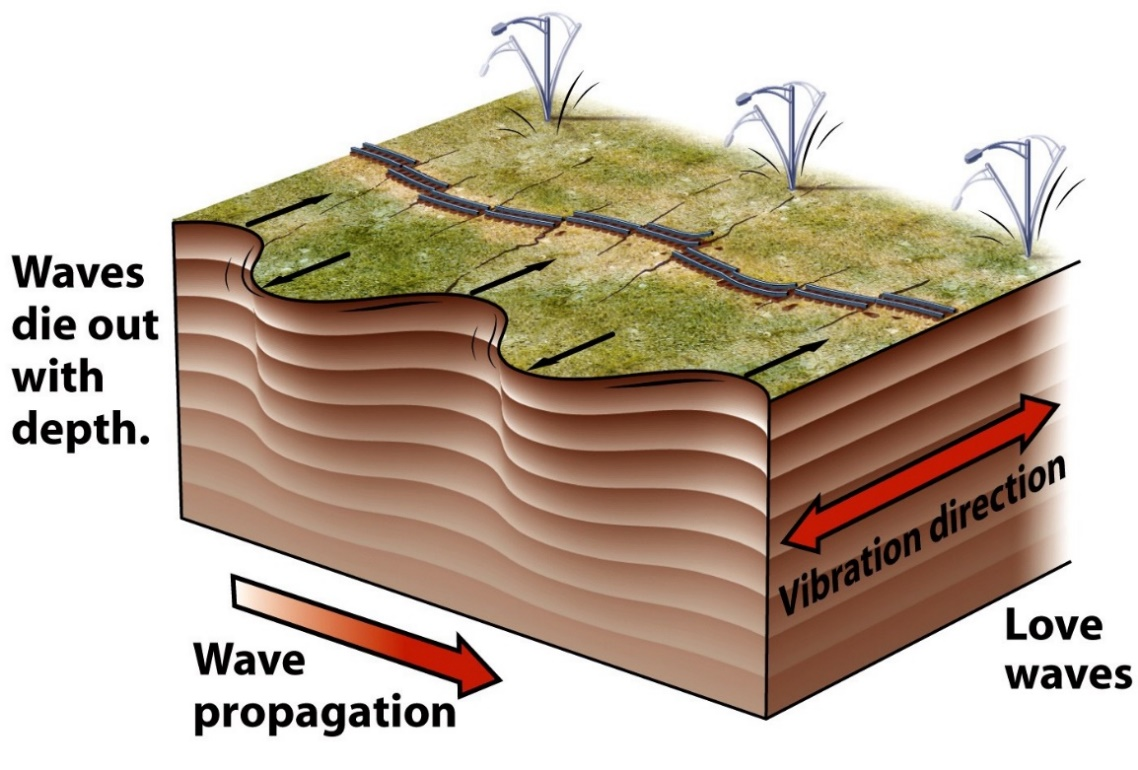 Waves
die out
with
depth.
Wave
propagation
Vibration direction
Love
waves